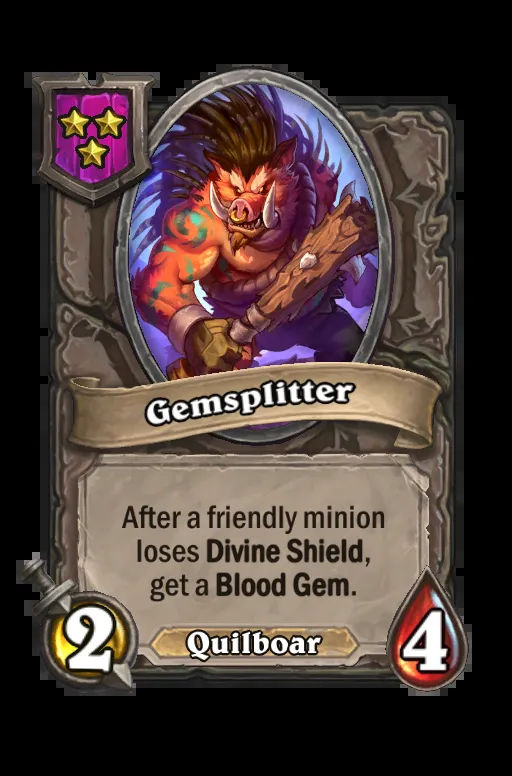 Gemsplitter
After a friendly minion
loses Divine Shield,
get a Blood Gem.
2
Quilboar
4